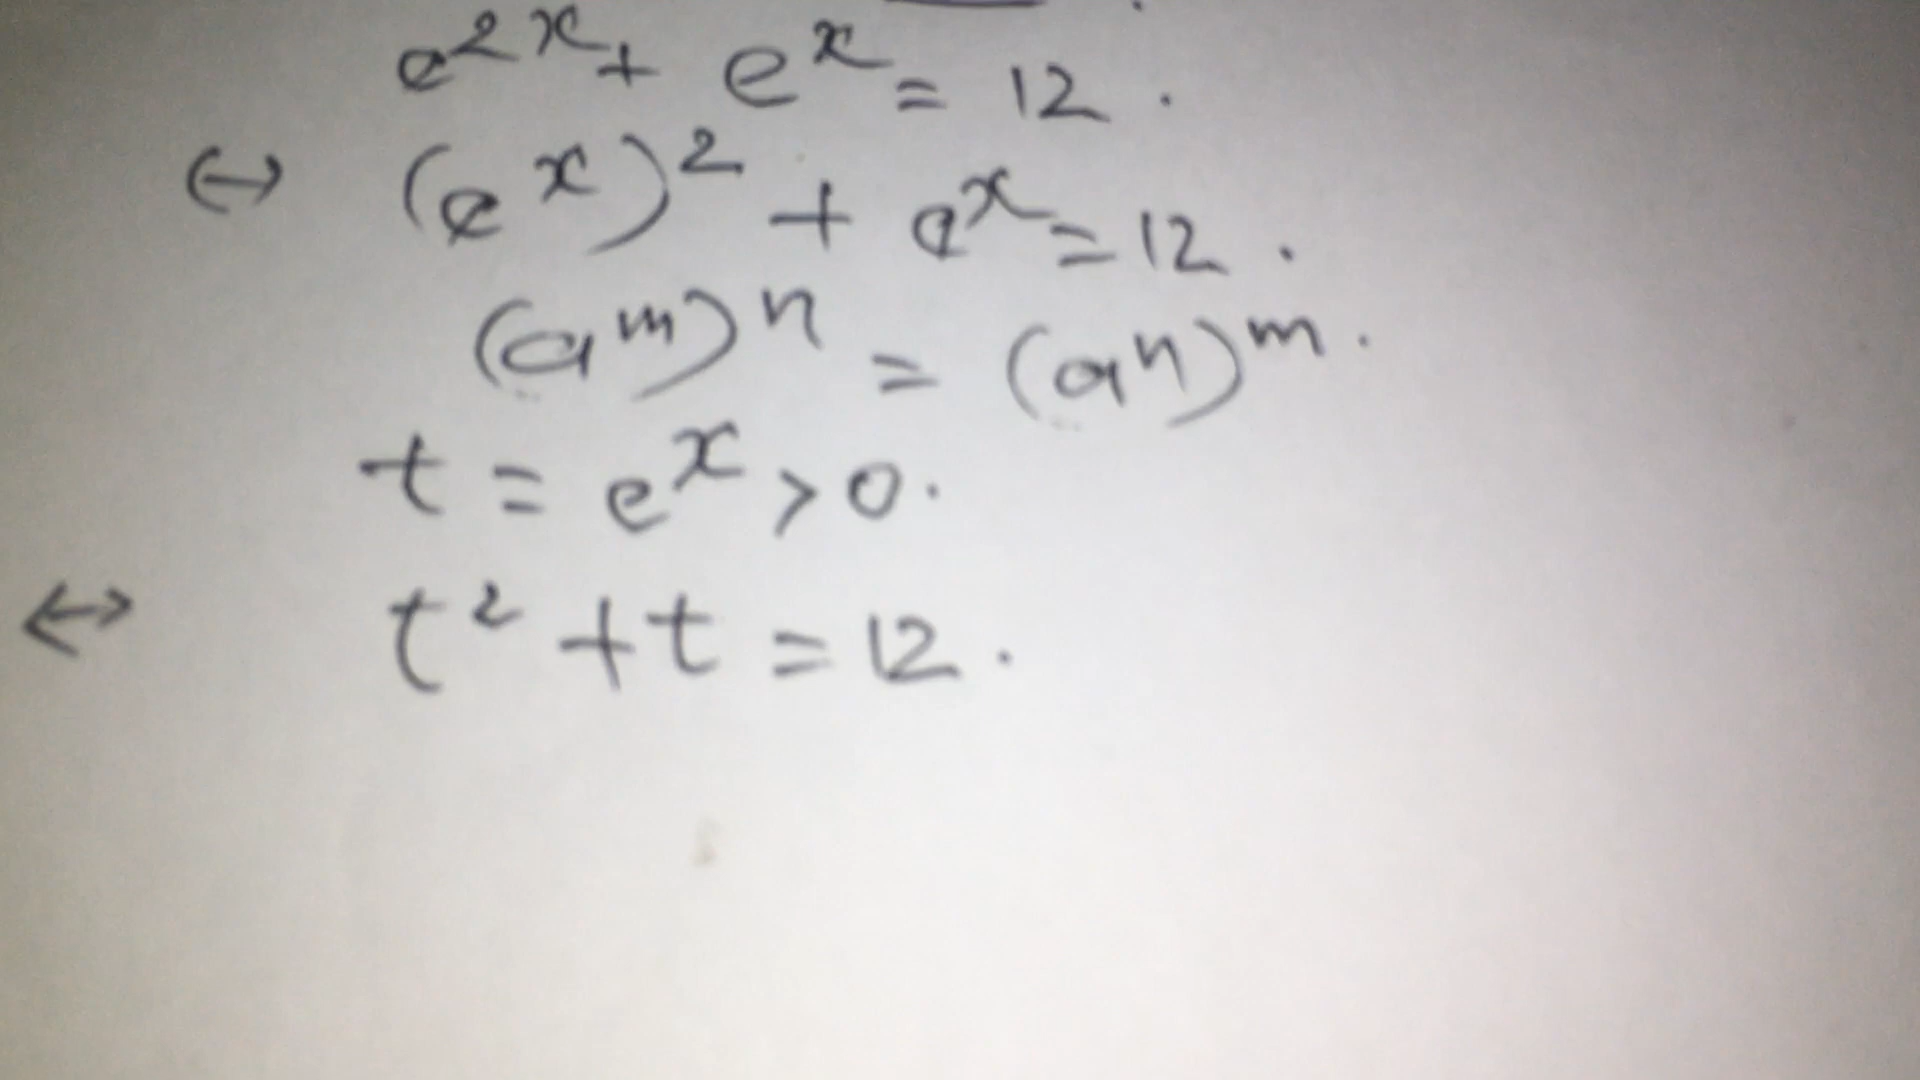 e^{2x} + e^x = 12 .
↔ (e^x)^2 + e^x = 12 .
(a^m)^n = (a^n)^m .
t = e^x > 0 .
↔ t^2 + t = 12 .